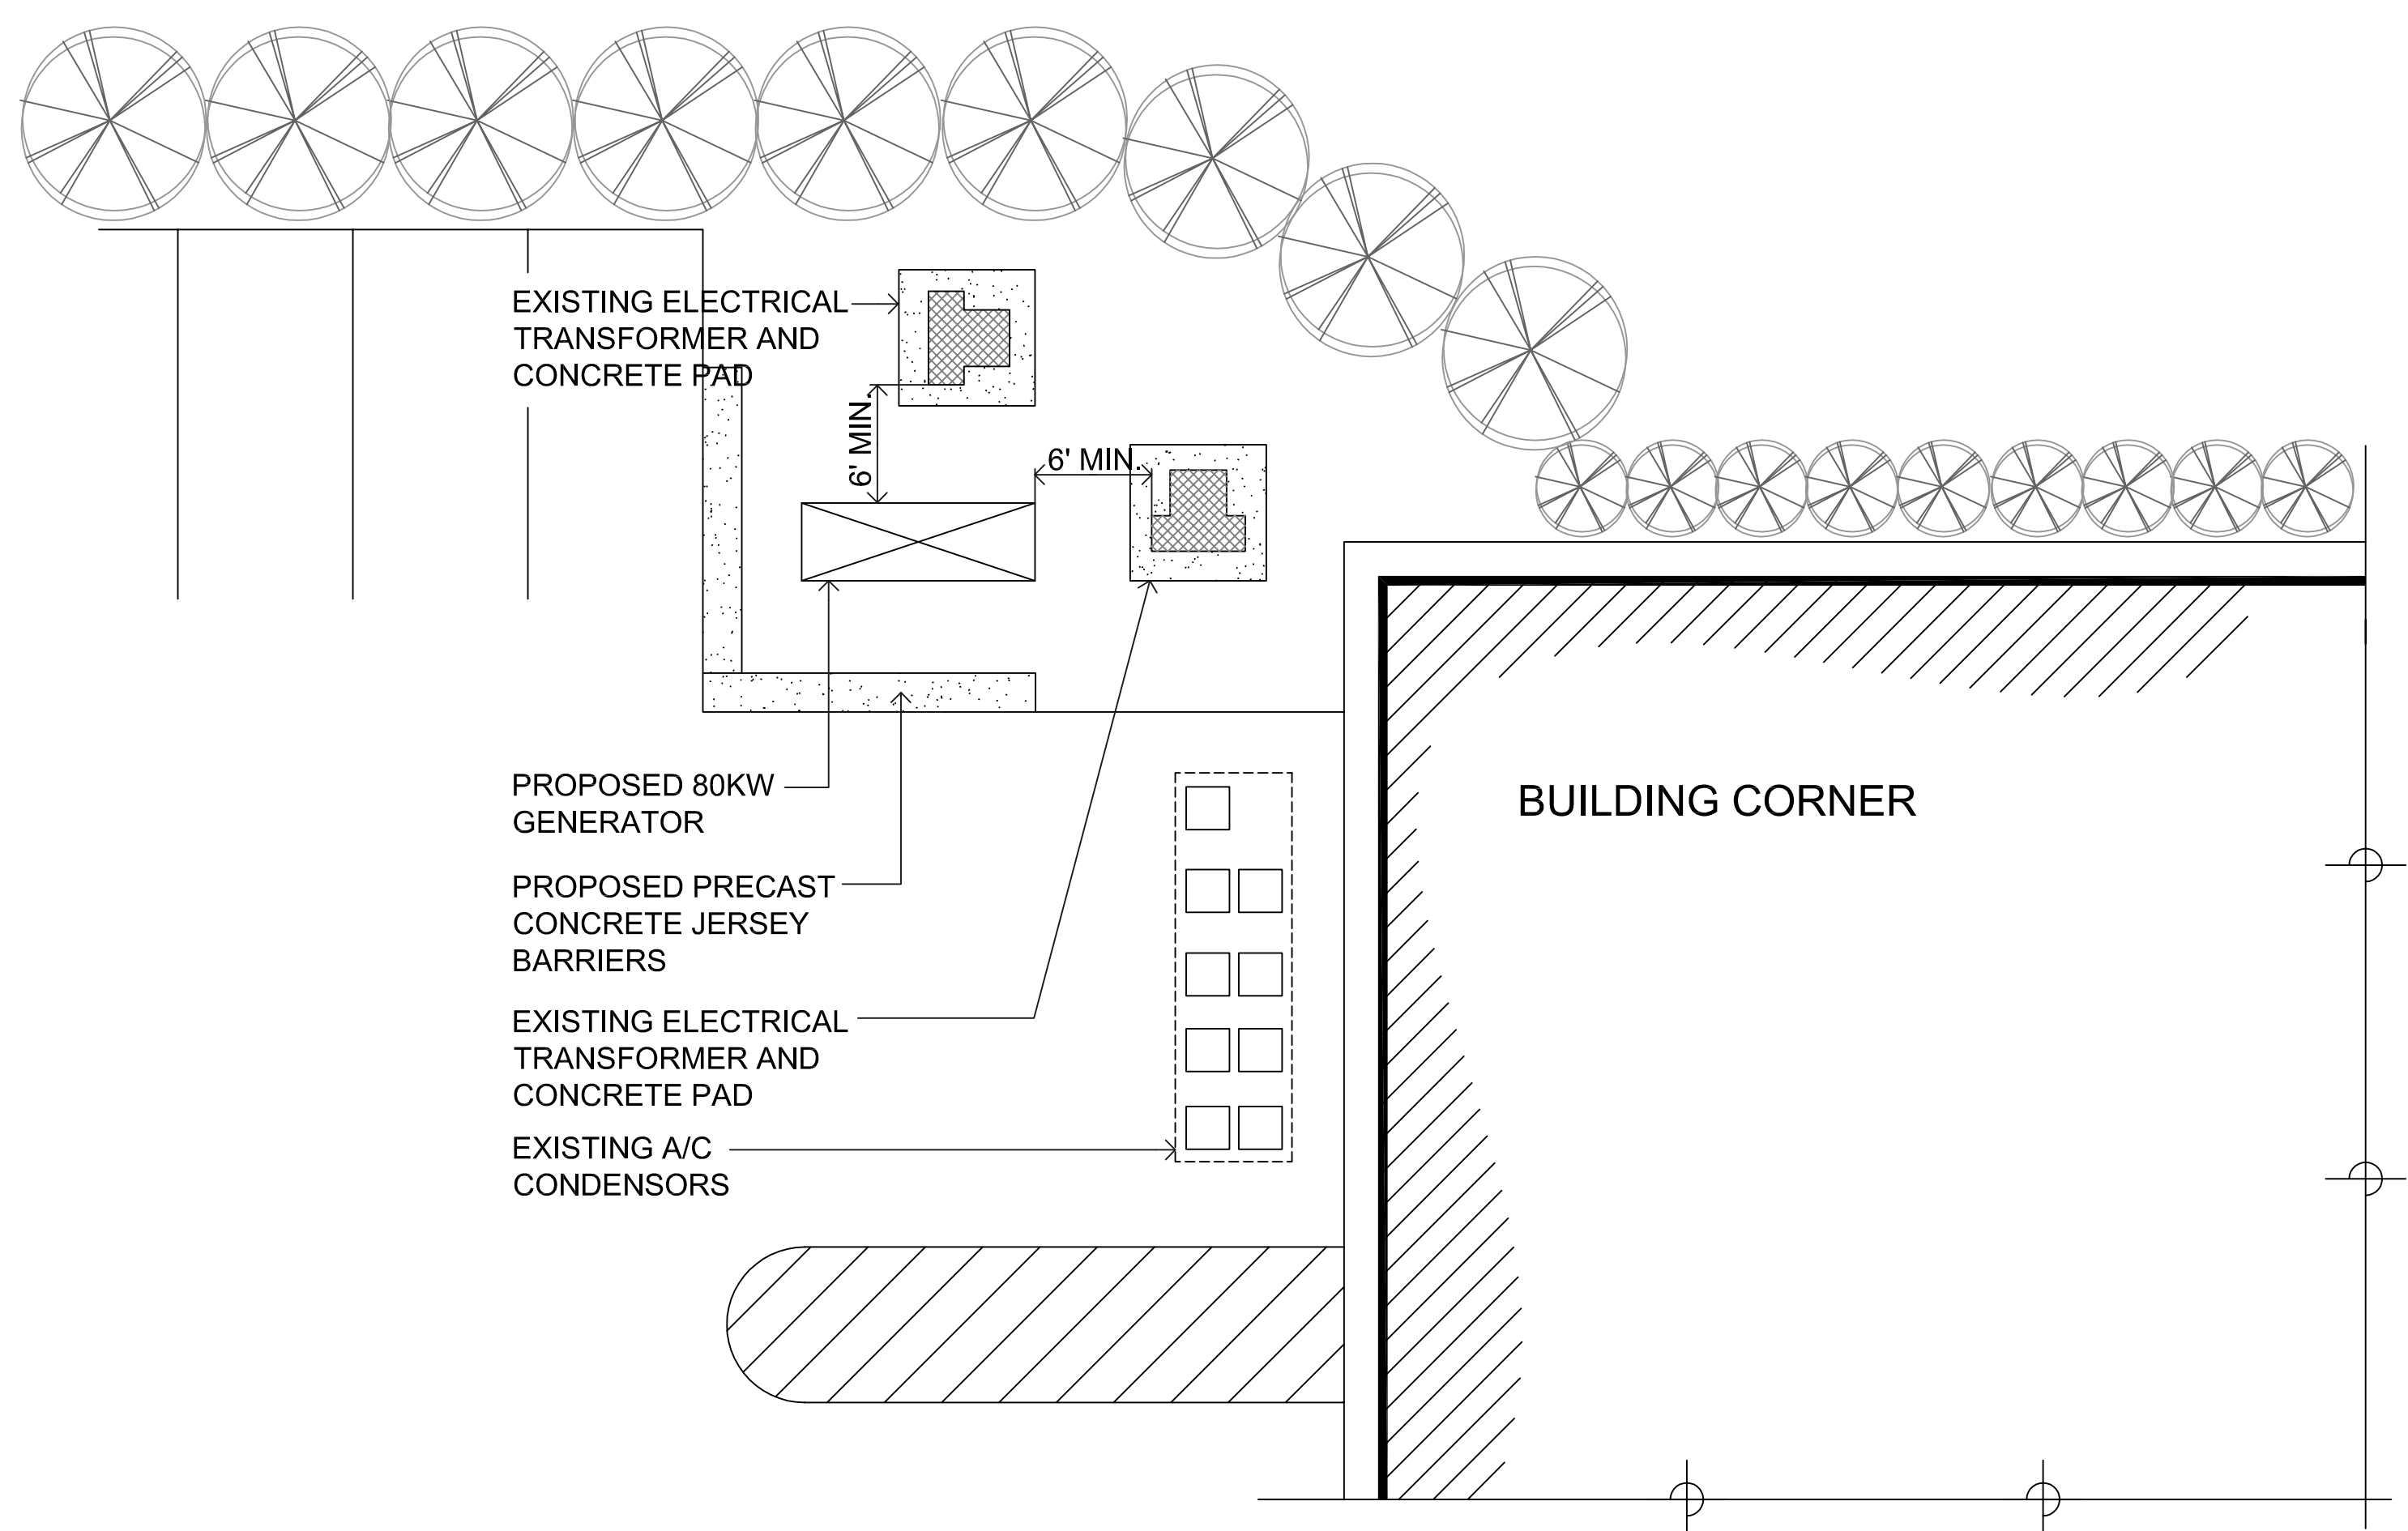 EXISTING ELECTRICAL
TRANSFORMER AND
CONCRETE PAD
6' MIN.
6' MIN.
PROPOSED 80KW
GENERATOR
BUILDING CORNER
PROPOSED PRECAST
CONCRETE JERSEY
BARRIERS
EXISTING ELECTRICAL
TRANSFORMER AND
CONCRETE PAD
EXISTING A/C
CONDENSORS